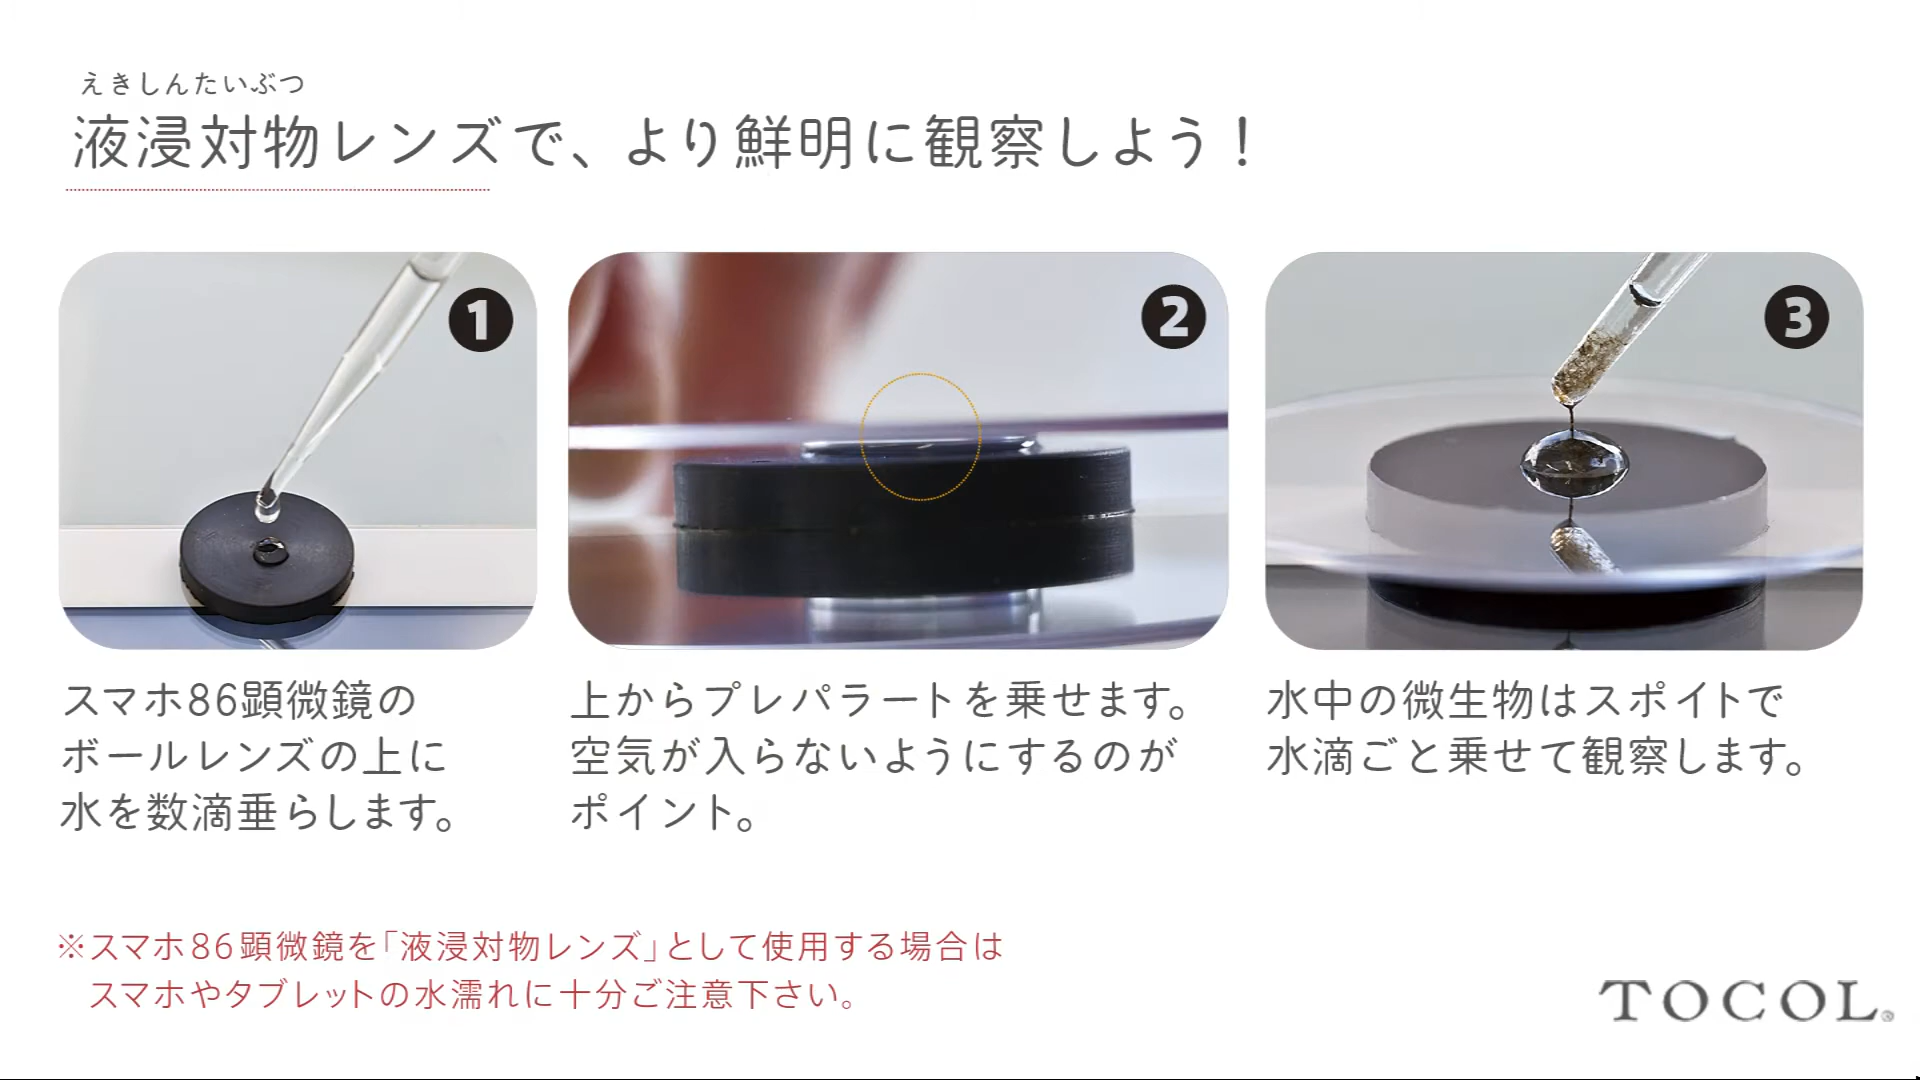 えきしんたいぶつ
液浸対物レンズで、より鮮明に観察しよう！
1
2
3
スマホ86顕微鏡の
ボールレンズの上に
水を数滴垂らします。
上からプレパラートを乗せます。
空気が入らないようにするのが
ポイント。
水中の微生物はスポイトで
水滴ごと乗せて観察します。
※スマホ86顕微鏡を「液浸対物レンズ」として使用する場合は
スマホやタブレットの水濡れに十分ご注意下さい。
TOCOL®